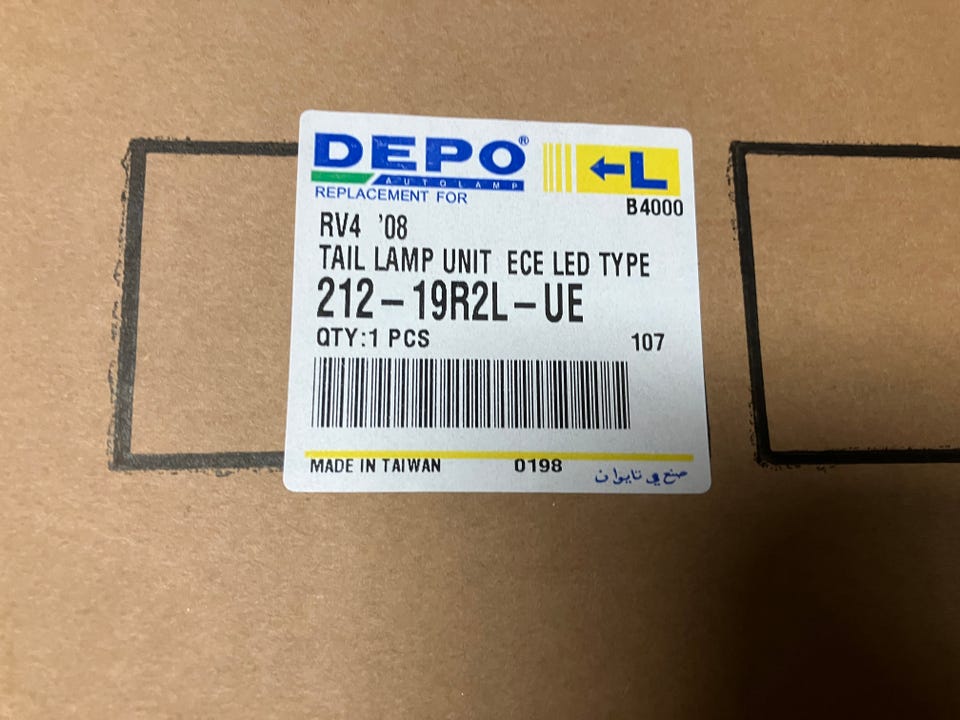 DEPO®
AUTOLAMP
REPLACEMENT FOR
←L
B4000
RV4 '08
TAIL LAMP UNIT ECE LED TYPE
212-19R2L-UE
QTY:1 PCS 107
MADE IN TAIWAN 0198 صنع في تايوان